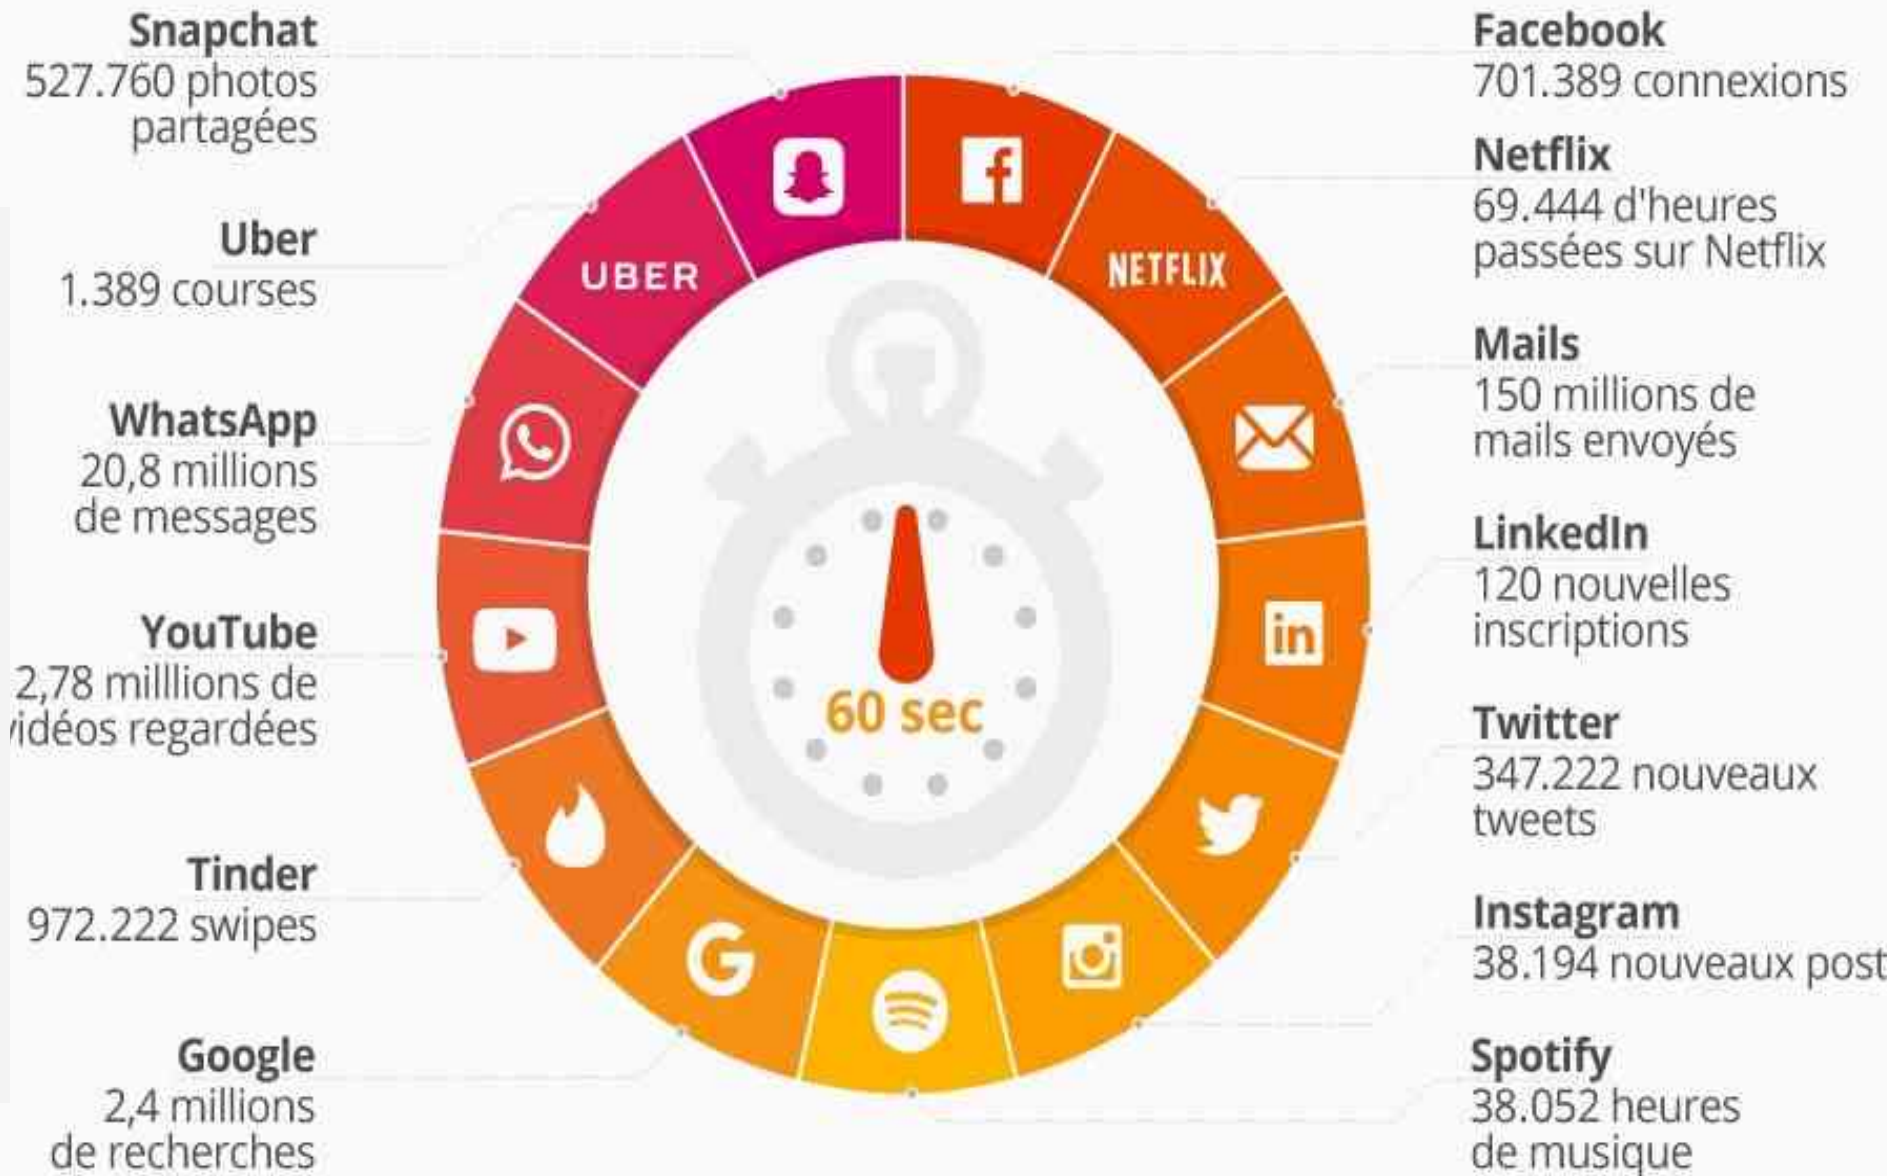 Snapchat
527.760 photos
partagées
Uber
1.389 courses
WhatsApp
20,8 millions
de messages
YouTube
2,78 milllions de
vidéos regardées
Tinder
972.222 swipes
Google
2,4 millions
de recherches
UBER
NETFLIX
in
60 sec
Facebook
701.389 connexions
Netflix
69.444 d'heures
passées sur Netflix
Mails
150 millions de
mails envoyés
LinkedIn
120 nouvelles
inscriptions
Twitter
347.222 nouveaux
tweets
Instagram
38.194 nouveaux post
Spotify
38.052 heures
de musique